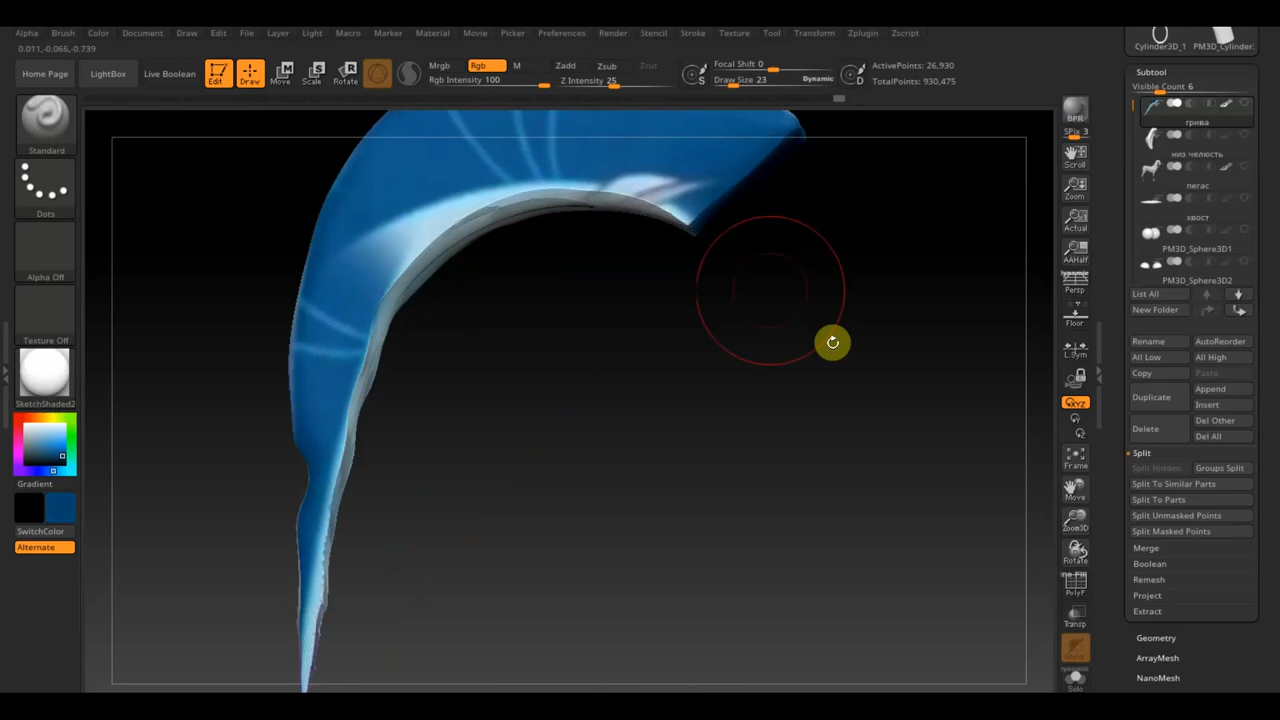 Alpha Brush Color Document Draw Edit File Layer Light Macro Marker Material Movie Picker Preferences Render Stencil Stroke Texture Tool Transform Zplugin Zscript
0.011,-0.066,-0.739
Home Page LightBox Live Boolean Edit Draw Move Scale Rotate
Mrgb Rgb M Zadd Zsub Zcut
Rgb Intensity 100 Z Intensity 25
S Focal Shift 0
Draw Size 23 Dynamic D
ActivePoints: 26,930
TotalPoints: 930,475
Standard
Dots
Alpha Off
Texture Off
SketchShaded2
Gradient
SwitchColor
Alternate
BPR
SPix 3
Scroll
Zoom
Actual
AAHalf
Dynamic
Persp
Floor
L.Sym
XYZ
Y
Z
Frame
Move
Zoom3D
Rotate
PolyF
Transp
Solo
Cylinder3D_1 PM3D_Cylinder.
Subtool
Visible Count 6
грива
низ челюсть
пегас
хвост
PM3D_Sphere3D1
PM3D_Sphere3D2
List All
New Folder
Rename AutoReorder
All Low All High
Copy Paste
Duplicate Append
Insert
Delete Del Other
Del All
Split
Split Hidden Groups Split
Split To Similar Parts
Split To Parts
Split Unmasked Points
Split Masked Points
Merge
Boolean
Remesh
Project
Extract
Geometry
ArrayMesh
NanoMesh